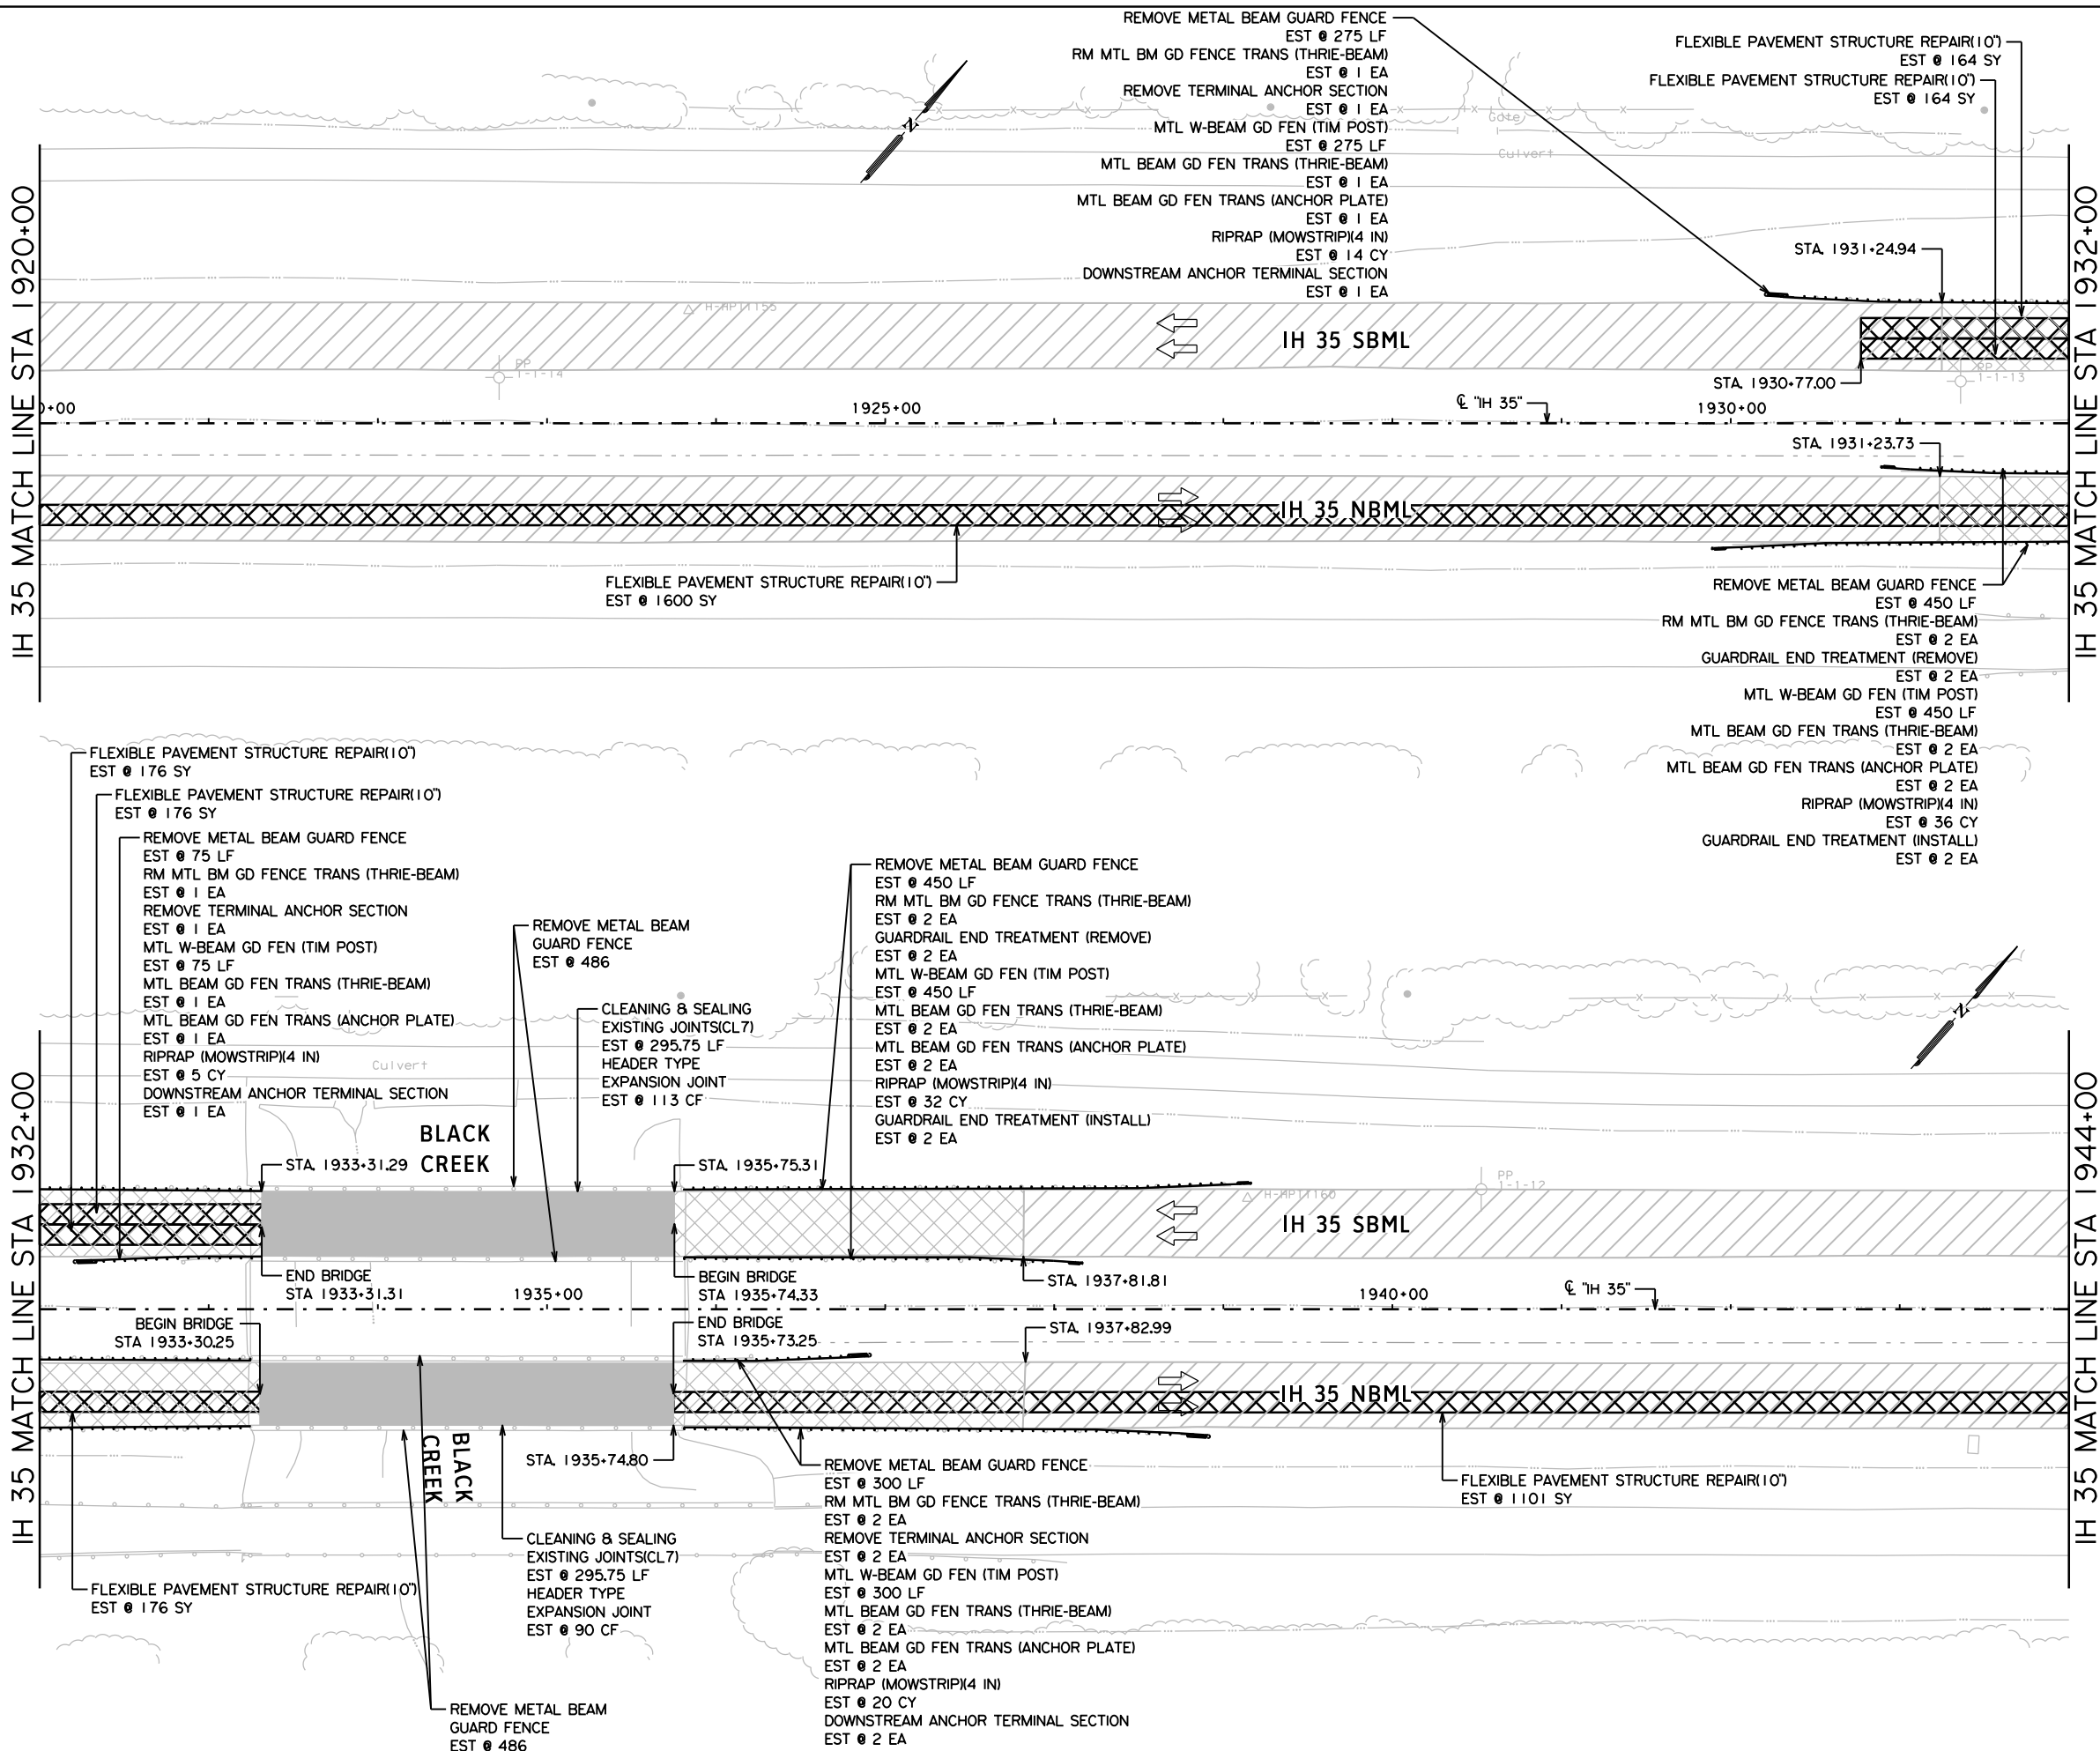 REMOVE METAL BEAM GUARD FENCE
EST @ 275 LF
RM MTL BM GD FENCE TRANS (THRIE-BEAM)
EST @ 1 EA
REMOVE TERMINAL ANCHOR SECTION
EST @ 1 EA
MTL W-BEAM GD FEN (TIM POST)
EST @ 275 LF
MTL BEAM GD FEN TRANS (THRIE-BEAM)
EST @ 1 EA
MTL BEAM GD FEN TRANS (ANCHOR PLATE)
EST @ 1 EA
RIPRAP (MOWSTRIP)(4 IN)
EST @ 14 CY
DOWNSTREAM ANCHOR TERMINAL SECTION
EST @ 1 EA
FLEXIBLE PAVEMENT STRUCTURE REPAIR(10")
EST @ 164 SY
FLEXIBLE PAVEMENT STRUCTURE REPAIR(10")
EST @ 164 SY
N
Gate
Culvert
IH 35 MATCH LINE STA 1920+00
IH 35 MATCH LINE STA 1932+00
STA. 1931+24.94
H-MP11155
IH 35 SBML
PP
1-1-14
PP
1-1-13
STA. 1930+77.00
0+00
1925+00
℄ "IH 35"
1930+00
STA. 1931+23.73
IH 35 NBML
FLEXIBLE PAVEMENT STRUCTURE REPAIR(10")
EST @ 1600 SY
REMOVE METAL BEAM GUARD FENCE
EST @ 450 LF
RM MTL BM GD FENCE TRANS (THRIE-BEAM)
EST @ 2 EA
GUARDRAIL END TREATMENT (REMOVE)
EST @ 2 EA
MTL W-BEAM GD FEN (TIM POST)
EST @ 450 LF
MTL BEAM GD FEN TRANS (THRIE-BEAM)
EST @ 2 EA
MTL BEAM GD FEN TRANS (ANCHOR PLATE)
EST @ 2 EA
RIPRAP (MOWSTRIP)(4 IN)
EST @ 36 CY
GUARDRAIL END TREATMENT (INSTALL)
EST @ 2 EA
FLEXIBLE PAVEMENT STRUCTURE REPAIR(10")
EST @ 176 SY
FLEXIBLE PAVEMENT STRUCTURE REPAIR(10")
EST @ 176 SY
REMOVE METAL BEAM GUARD FENCE
EST @ 75 LF
RM MTL BM GD FENCE TRANS (THRIE-BEAM)
EST @ 1 EA
REMOVE TERMINAL ANCHOR SECTION
EST @ 1 EA
MTL W-BEAM GD FEN (TIM POST)
EST @ 75 LF
MTL BEAM GD FEN TRANS (THRIE-BEAM)
EST @ 1 EA
MTL BEAM GD FEN TRANS (ANCHOR PLATE)
EST @ 1 EA
RIPRAP (MOWSTRIP)(4 IN)
EST @ 5 CY
DOWNSTREAM ANCHOR TERMINAL SECTION
EST @ 1 EA
REMOVE METAL BEAM
GUARD FENCE
EST @ 486
CLEANING & SEALING
EXISTING JOINTS(CL7)
EST @ 295.75 LF
HEADER TYPE
EXPANSION JOINT
EST @ 113 CF
REMOVE METAL BEAM GUARD FENCE
EST @ 450 LF
RM MTL BM GD FENCE TRANS (THRIE-BEAM)
EST @ 2 EA
GUARDRAIL END TREATMENT (REMOVE)
EST @ 2 EA
MTL W-BEAM GD FEN (TIM POST)
EST @ 450 LF
MTL BEAM GD FEN TRANS (THRIE-BEAM)
EST @ 2 EA
MTL BEAM GD FEN TRANS (ANCHOR PLATE)
EST @ 2 EA
RIPRAP (MOWSTRIP)(4 IN)
EST @ 32 CY
GUARDRAIL END TREATMENT (INSTALL)
EST @ 2 EA
N
Culvert
IH 35 MATCH LINE STA 1932+00
IH 35 MATCH LINE STA 1944+00
BLACK
CREEK
STA. 1933+31.29
STA. 1935+75.31
PP
1-1-12
H-MP11160
IH 35 SBML
END BRIDGE
STA 1933+31.31
BEGIN BRIDGE
STA 1935+74.33
STA. 1937+81.81
1935+00
1940+00
℄ "IH 35"
BEGIN BRIDGE
STA 1933+30.25
END BRIDGE
STA 1935+73.25
STA. 1937+82.99
IH 35 NBML
BLACK
CREEK
STA. 1935+74.80
FLEXIBLE PAVEMENT STRUCTURE REPAIR(10")
EST @ 1101 SY
CLEANING & SEALING
EXISTING JOINTS(CL7)
EST @ 295.75 LF
HEADER TYPE
EXPANSION JOINT
EST @ 90 CF
FLEXIBLE PAVEMENT STRUCTURE REPAIR(10")
EST @ 176 SY
REMOVE METAL BEAM GUARD FENCE
EST @ 300 LF
RM MTL BM GD FENCE TRANS (THRIE-BEAM)
EST @ 2 EA
REMOVE TERMINAL ANCHOR SECTION
EST @ 2 EA
MTL W-BEAM GD FEN (TIM POST)
EST @ 300 LF
MTL BEAM GD FEN TRANS (THRIE-BEAM)
EST @ 2 EA
MTL BEAM GD FEN TRANS (ANCHOR PLATE)
EST @ 2 EA
RIPRAP (MOWSTRIP)(4 IN)
EST @ 20 CY
DOWNSTREAM ANCHOR TERMINAL SECTION
EST @ 2 EA
REMOVE METAL BEAM
GUARD FENCE
EST @ 486